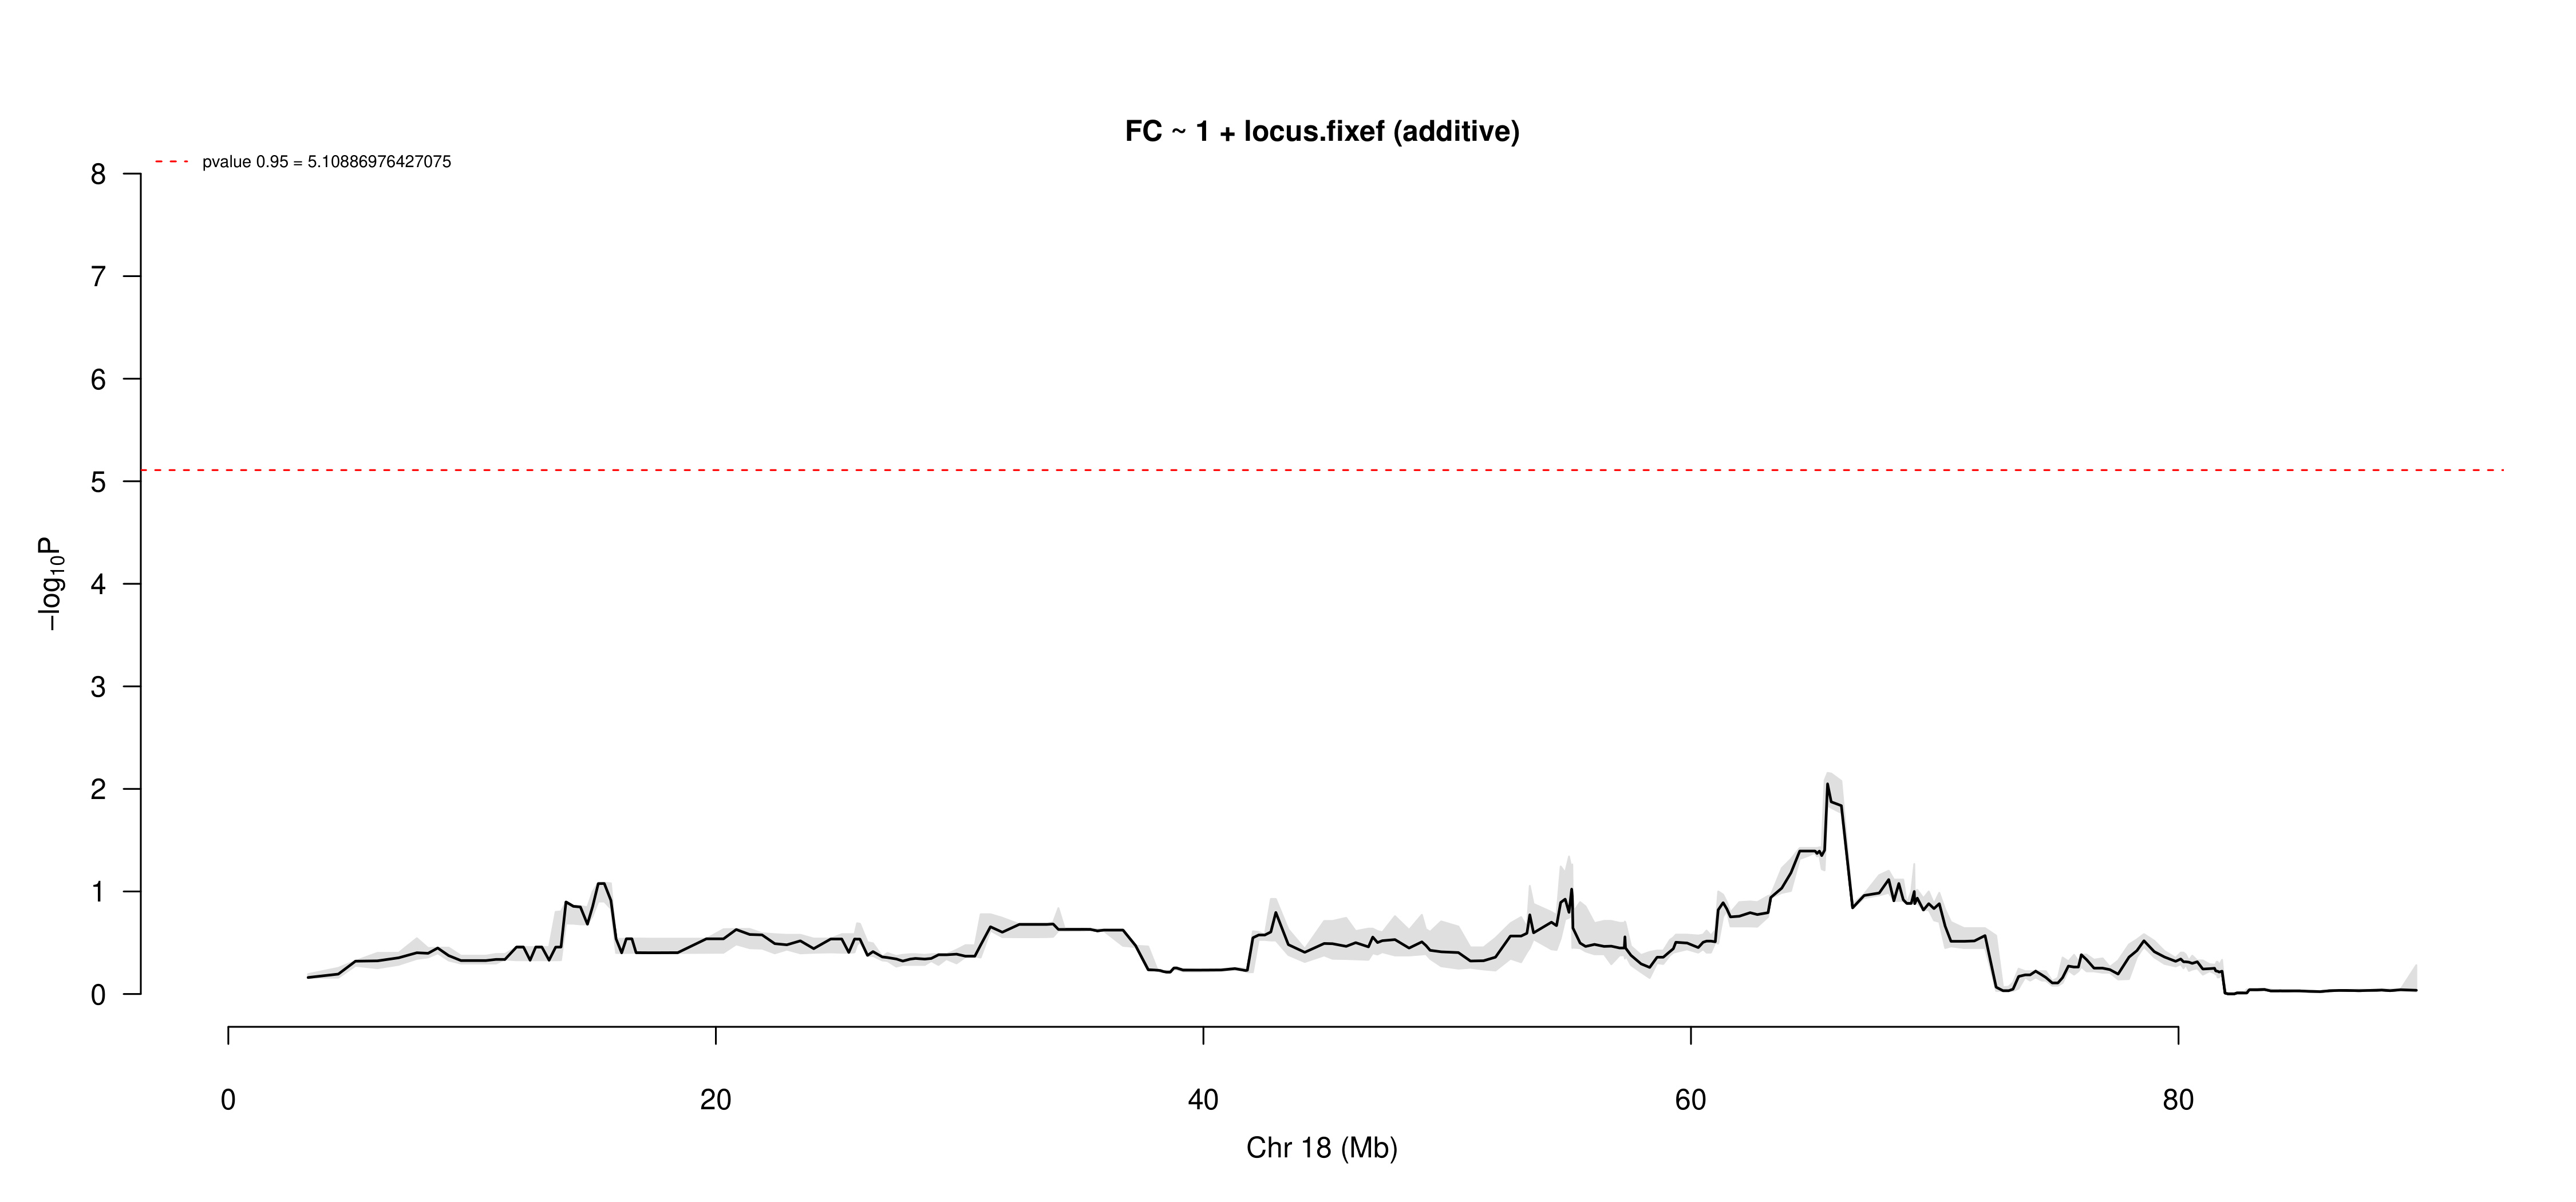 FC ~ 1 + locus.fixef (additive)
pvalue 0.95 = 5.10886976427075
8
7
6
5
4
3
2
1
0
−log10P
0 20 40 60 80
Chr 18 (Mb)